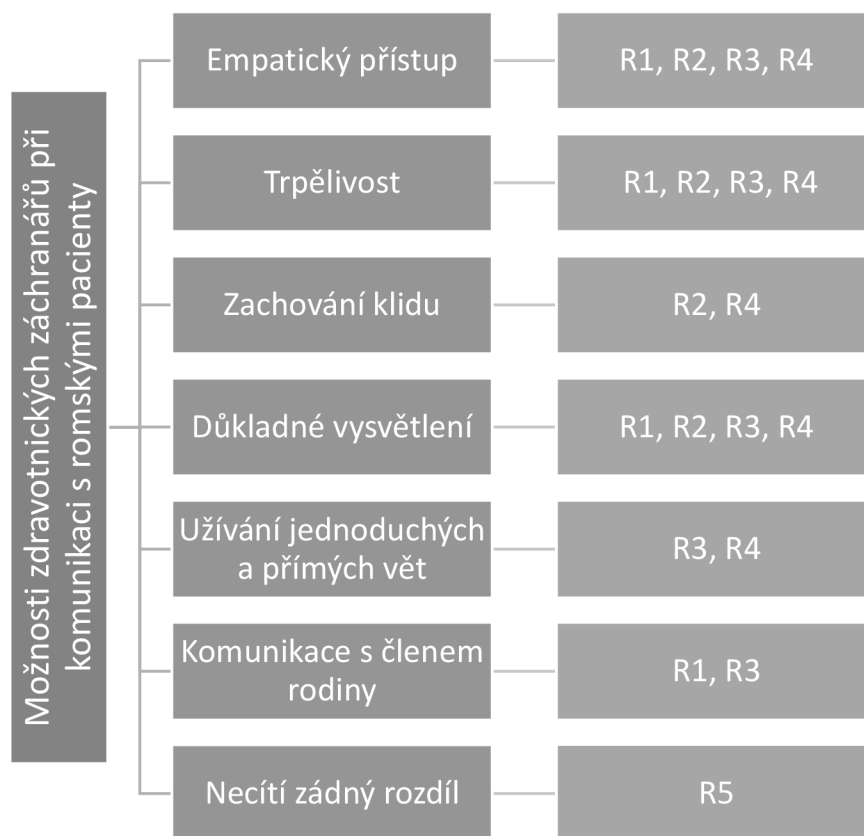 Možnosti zdravotnických záchranářů při
komunikaci s romskými pacienty
Empatický přístup
R1, R2, R3, R4
Trpělivost
R1, R2, R3, R4
Zachování klidu
R2, R4
Důkladné vysvětlení
R1, R2, R3, R4
Užívání jednoduchých
a přímých vět
R3, R4
Komunikace s členem
rodiny
R1, R3
Necítí zádný rozdíl
R5